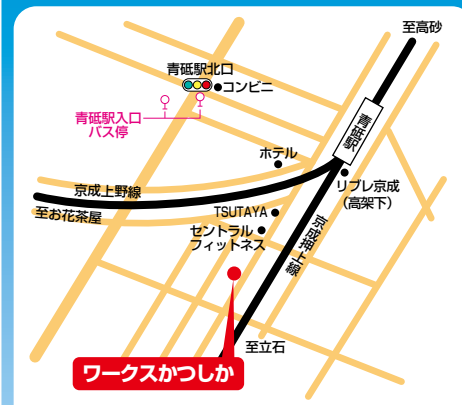 至高砂
青砥駅北口
コンビニ
青砥駅入口
バス停
青砥駅
ホテル
リブレ京成
(高架下)
京成上野線
至お花茶屋
TSUTAYA
セントラル
フィットネス
京成押上線
至立石
ワークスかつしか